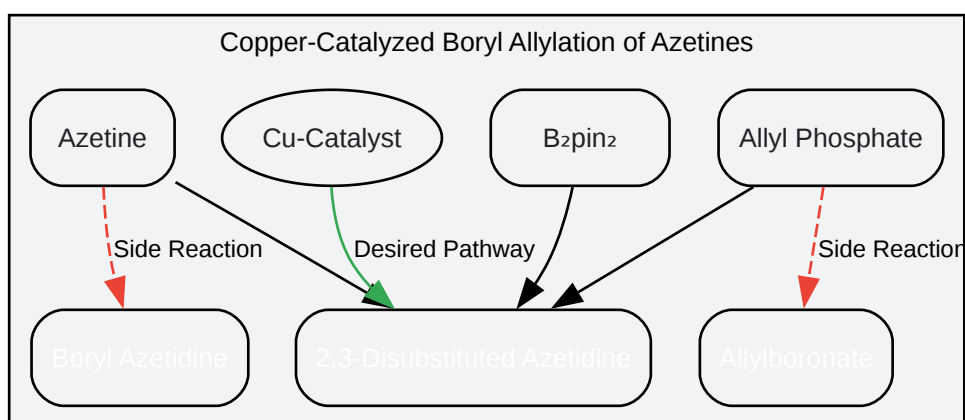 Copper-Catalyzed Boryl Allylation of Azetines
Azetine
Cu-Catalyst
B₂pin₂
Allyl Phosphate
Side Reaction
Desired Pathway
Side Reaction
Boryl Azetidine
2,3-Disubstituted Azetidine
Allylboronate